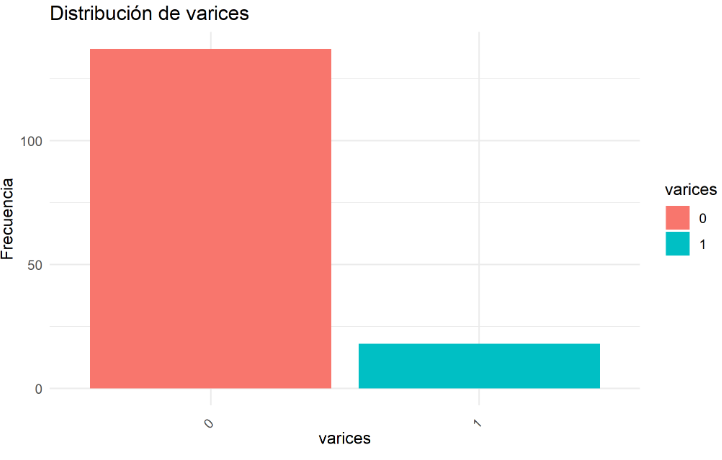 Distribución de varices
Frecuencia
100
50
0
0
1
varices
varices
0
1